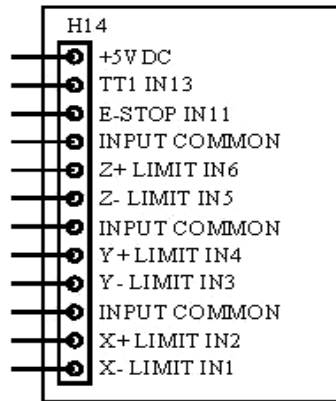 H14
+5V DC
TT1 IN13
E-STOP IN11
INPUT COMMON
Z+ LIMIT IN6
Z- LIMIT IN5
INPUT COMMON
Y+ LIMIT IN4
Y- LIMIT IN3
INPUT COMMON
X+ LIMIT IN2
X- LIMIT IN1